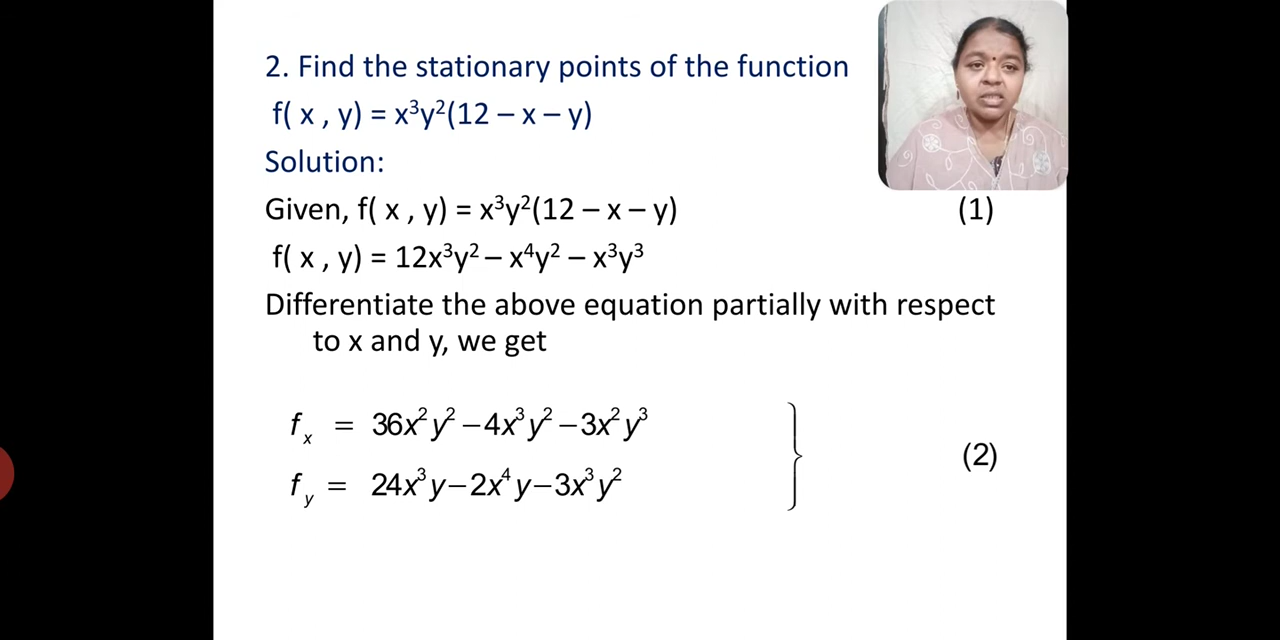 2. Find the stationary points of the function
f( x , y) = x³y²(12 – x – y)
Solution:
Given, f( x , y) = x³y²(12 – x – y) (1)
f( x , y) = 12x³y² – x⁴y² – x³y³
Differentiate the above equation partially with respect
to x and y, we get
fₓ = 36x²y² – 4x³y² – 3x²y³
f_y = 24x³y – 2x⁴y – 3x³y²
(2)